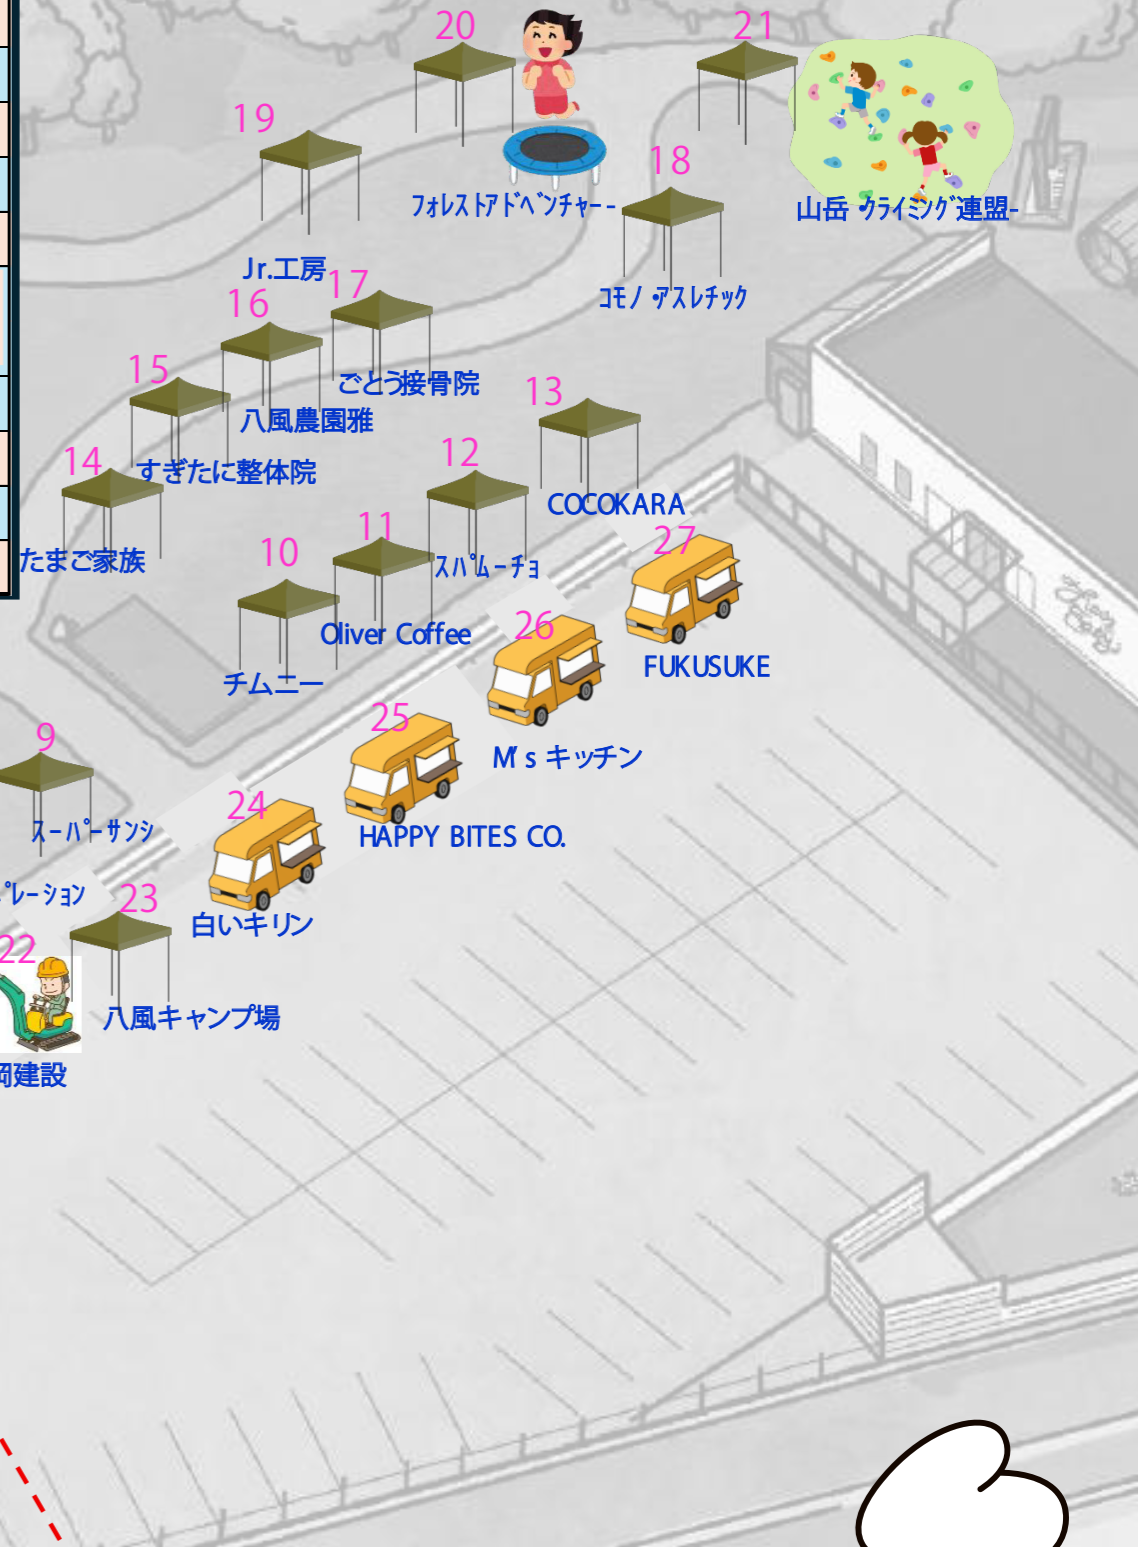 20
21
フォレストアドベンチャー-
山岳・クライミング連盟-
19
Jr.工房
18
コモノ・アスレチック
17
ごとう接骨院
16
八風農園雅
15
すぎたに整体院
14
たまご家族
13
COCOKARA
12
スパムーチョ
11
Oliver Coffee
10
チムニー
27
FUKUSUKE
26
M's キッチン
25
HAPPY BITES CO.
24
白いキリン
9
スーパーサンシ
レーション
23
八風キャンプ場
22
岡建設